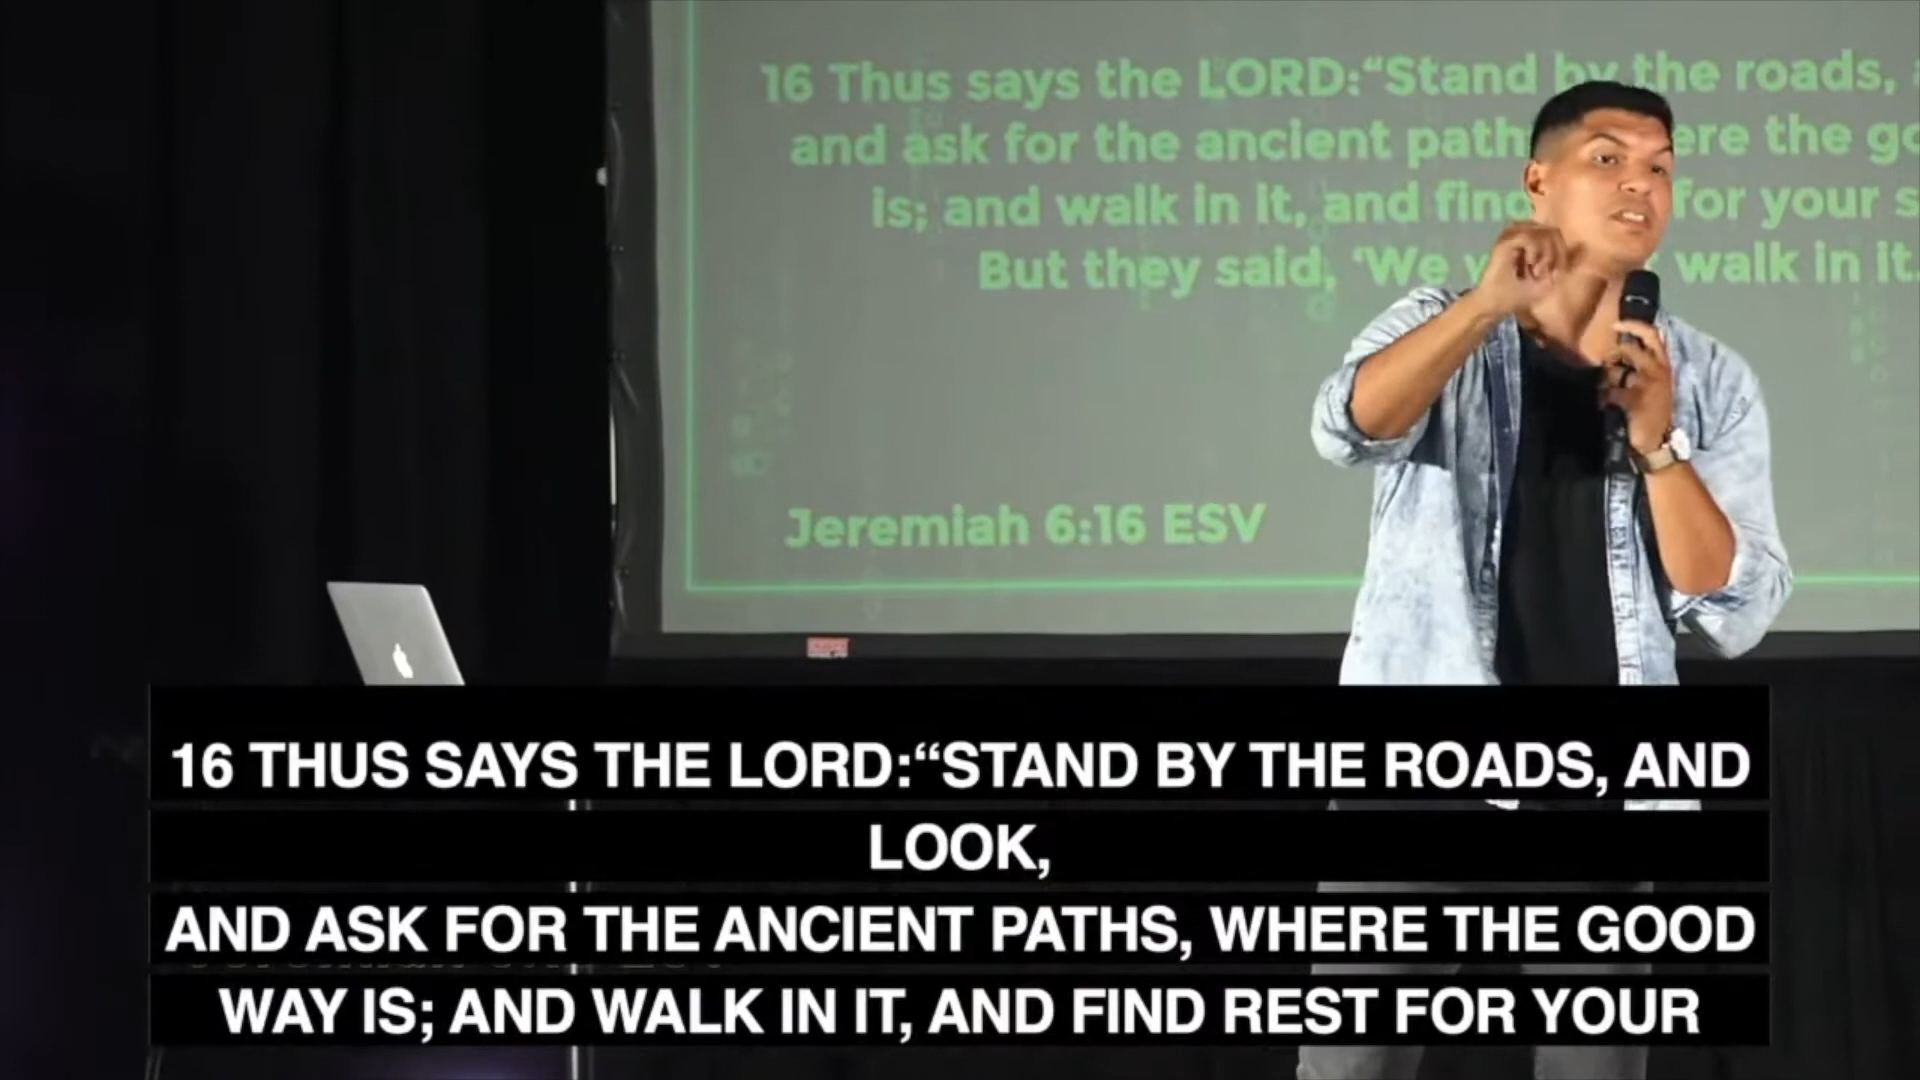 16 Thus says the LORD:“Stand by the roads,
and ask for the ancient path
is; and walk in it, and find for your
But they said, ‘We walk in it.
Jeremiah 6:16 ESV
16 THUS SAYS THE LORD:“STAND BY THE ROADS, AND
LOOK,
AND ASK FOR THE ANCIENT PATHS, WHERE THE GOOD
WAY IS; AND WALK IN IT, AND FIND REST FOR YOUR